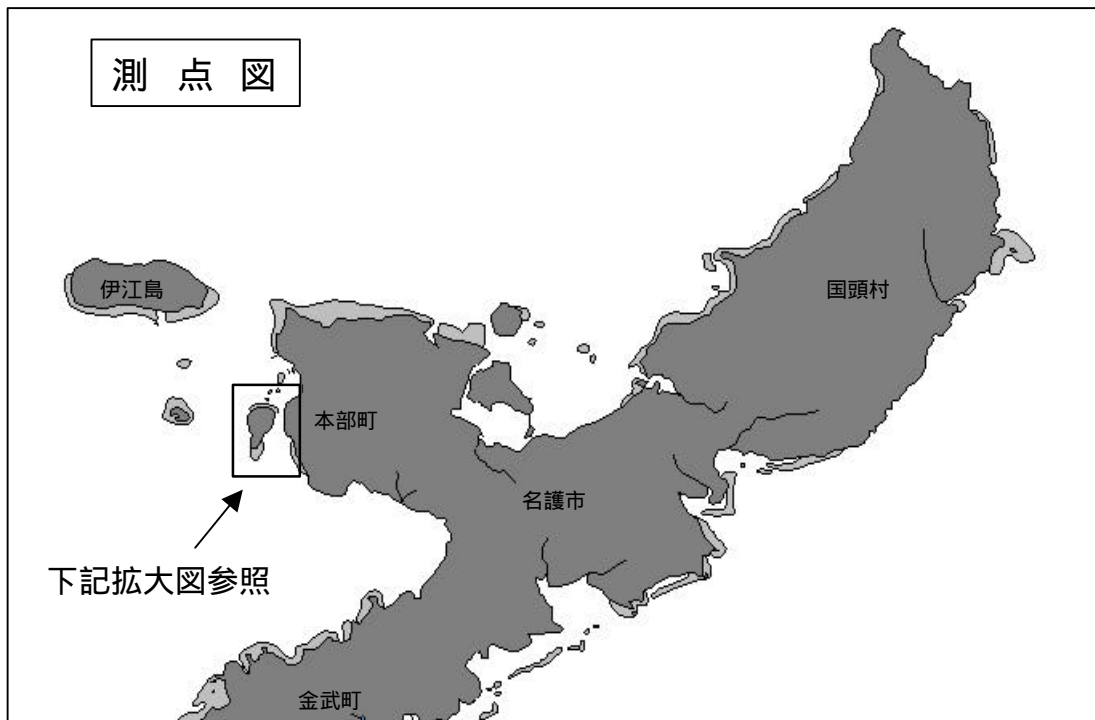 測 点 図
伊江島
国頭村
本部町
名護市
下記拡大図参照
金武町